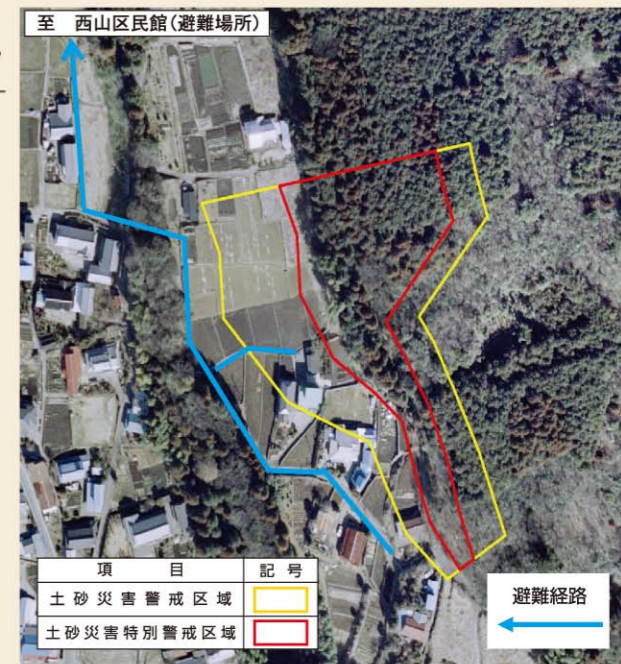 至 西山区民館(避難場所)
項 目 記 号
土砂災害警戒区域
土砂災害特別警戒区域
避難経路